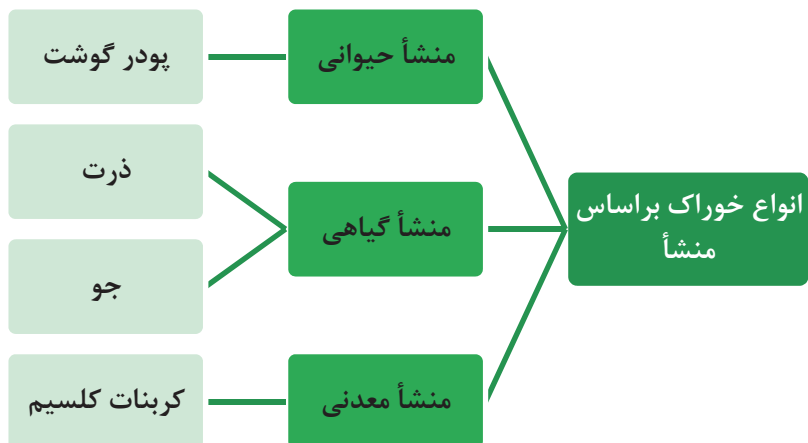 انواع خوراک براساس
منشأ
منشأ حیوانی
پودر گوشت
منشأ گیاهی
ذرت
جو
منشأ معدنی
کربنات کلسیم